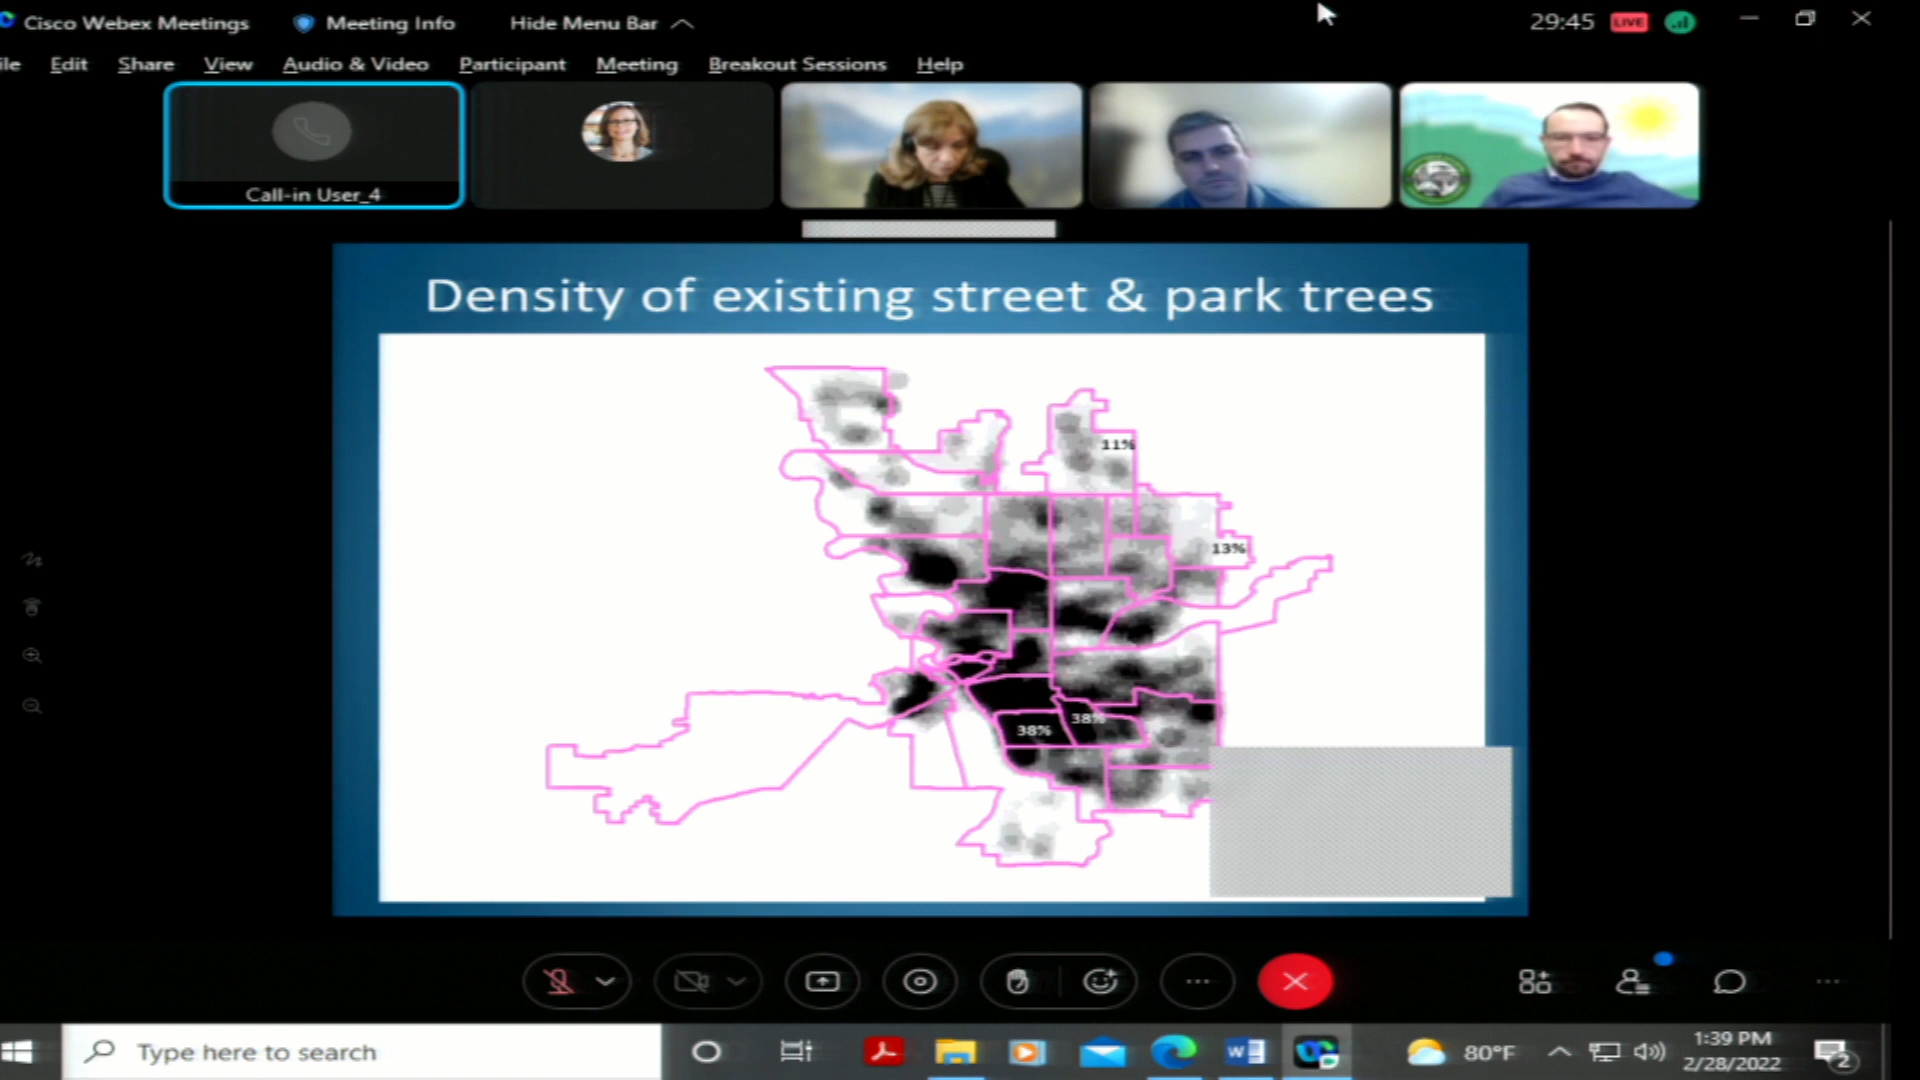 Cisco Webex Meetings Meeting Info Hide Menu Bar 29:45 LIVE
ile Edit Share View Audio & Video Participant Meeting Breakout Sessions Help
Call-in User_4
Density of existing street & park trees
11%
13%
38%
38%
Type here to search
80°F
1:39 PM
2/28/2022
2